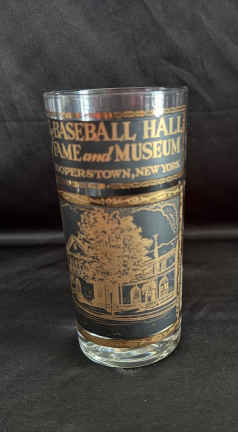 BASEBALL HALL
FAME and MUSEUM
COOPERSTOWN, NEW YORK